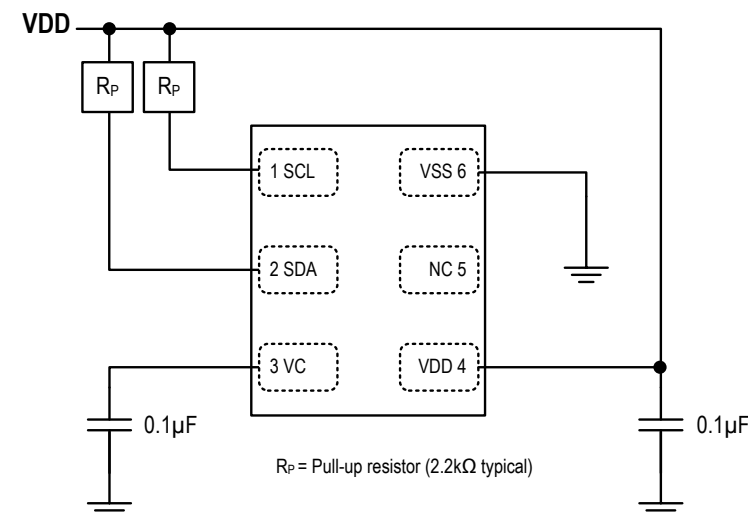 VDD
RP RP
1 SCL VSS 6
2 SDA NC 5
3 VC VDD 4
0.1µF 0.1µF
RP = Pull-up resistor (2.2kΩ typical)